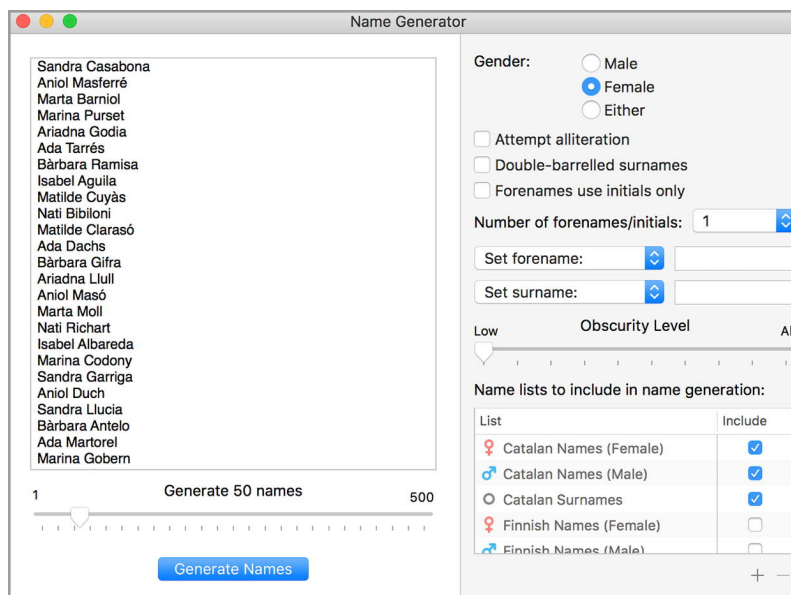 Name Generator
Sandra Casabona
Aniol Masferré
Marta Barniol
Marina Purset
Ariadna Godia
Ada Tarrés
Bàrbara Ramisa
Isabel Aguila
Matilde Cuyàs
Nati Bibiloni
Matilde Clarasó
Ada Dachs
Bàrbara Gifra
Ariadna Llull
Aniol Masó
Marta Moll
Nati Richart
Isabel Albareda
Marina Codony
Sandra Garriga
Aniol Duch
Sandra Llucia
Bàrbara Antelo
Ada Martorel
Marina Gobern
1 Generate 50 names 500
Generate Names
Gender: Male
Female
Either
Attempt alliteration
Double-barrelled surnames
Forenames use initials only
Number of forenames/initials: 1
Set forename:
Set surname:
Low Obscurity Level
Name lists to include in name generation:
List Include
Catalan Names (Female)
Catalan Names (Male)
Catalan Surnames
Finnish Names (Female)
Finnish Names (Male)